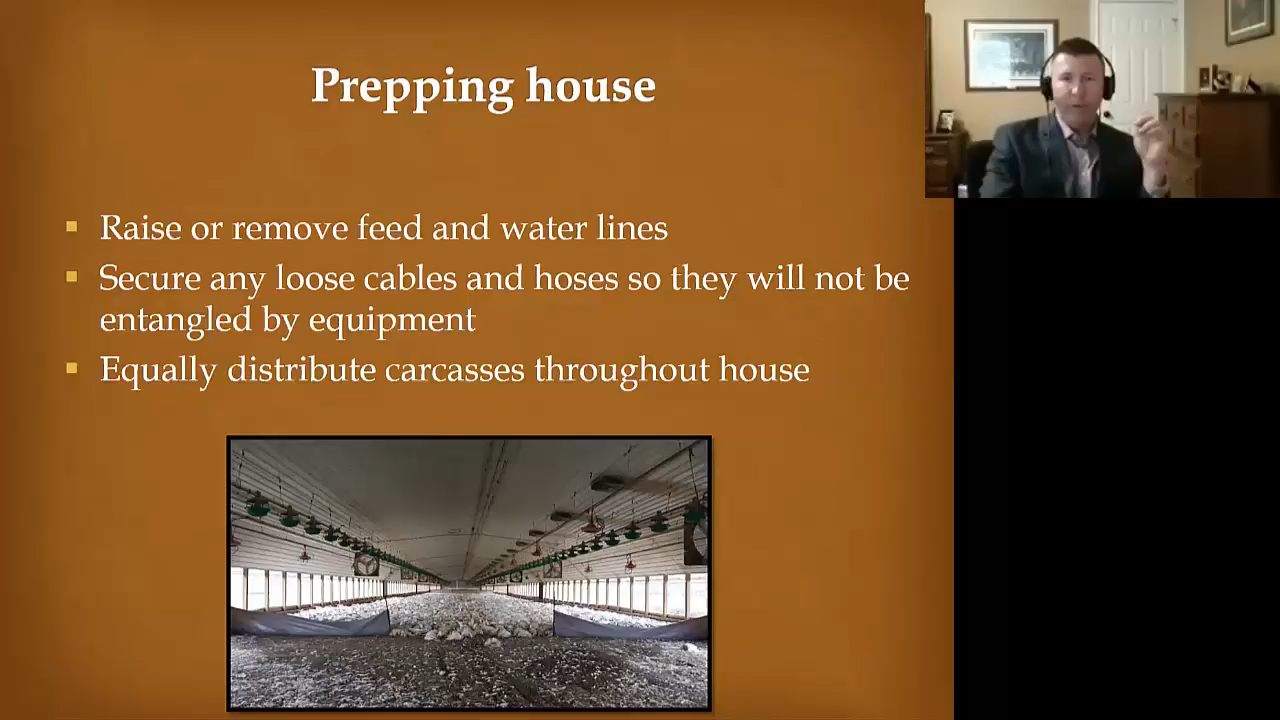 Prepping house
Raise or remove feed and water lines
Secure any loose cables and hoses so they will not be
entangled by equipment
Equally distribute carcasses throughout house